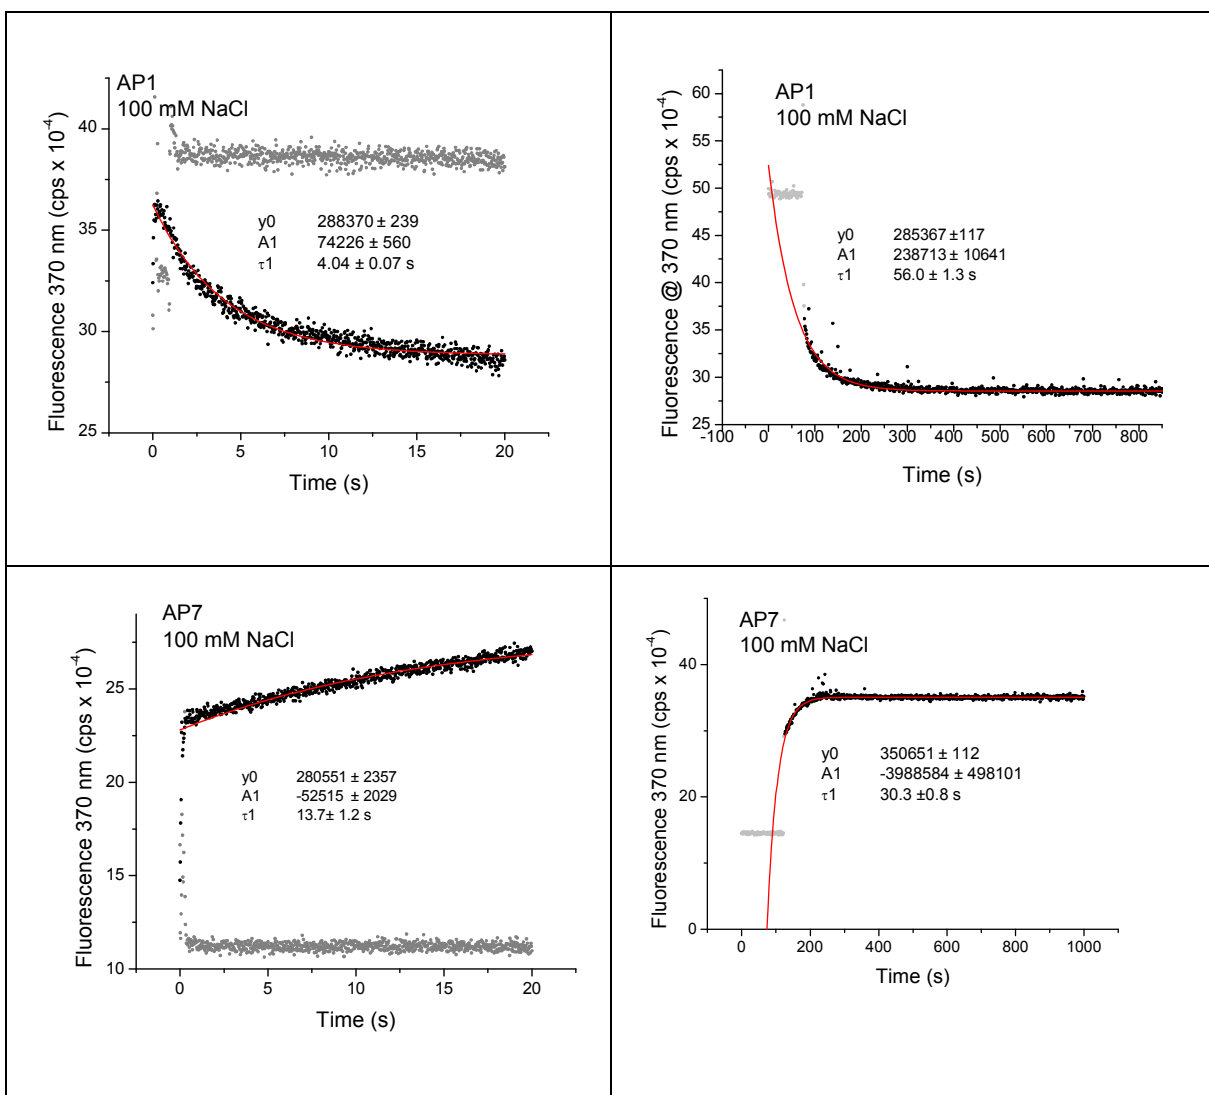 AP1
100 mM NaCl
Fluorescence 370 nm (cps x 10-4)
40
35
30
25
y0 288370 ± 239
A1 74226 ± 560
τ1 4.04 ± 0.07 s
0 5 10 15 20
Time (s)
AP1
100 mM NaCl
Fluorescence @ 370 nm (cps x 10-4)
60
55
50
45
40
35
30
25
y0 285367 ±117
A1 238713 ± 10641
τ1 56.0 ± 1.3 s
-100 0 100 200 300 400 500 600 700 800
Time (s)
AP7
100 mM NaCl
Fluorescence 370 nm (cps x 10-4)
25
20
15
10
y0 280551 ± 2357
A1 -52515 ± 2029
τ1 13.7± 1.2 s
0 5 10 15 20
Time (s)
AP7
100 mM NaCl
Fluorescence 370 nm (cps x 10-4)
40
20
0
y0 350651 ± 112
A1 -3988584 ± 498101
τ1 30.3 ±0.8 s
0 200 400 600 800 1000
Time (s)